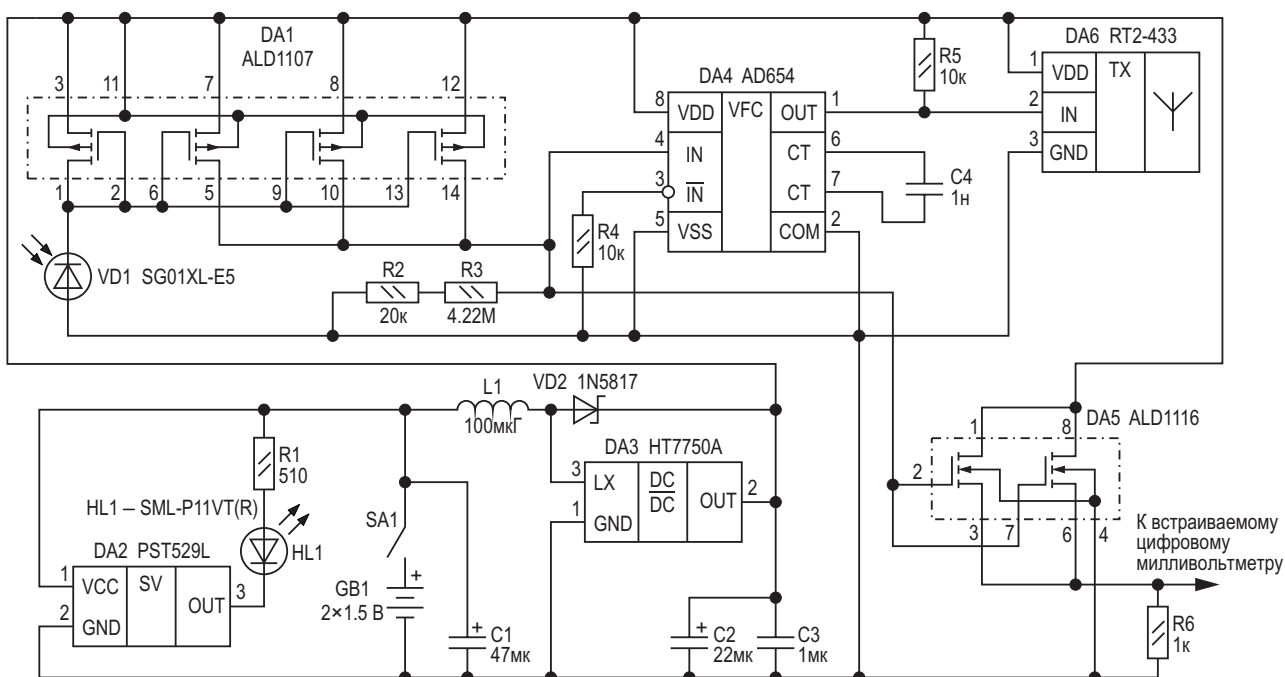 DA1
ALD1107
3 11 7 8 12
1 2 6 5 9 10 13 14
VD1 SG01XL-E5
R2
20к
R3
4.22M
R4
10к
DA4 AD654
8 VDD VFC OUT 1
4 IN CT 6
3 IN CT 7
5 VSS COM 2
C4
1н
R5
10к
DA6 RT2-433
1 VDD TX
2 IN
3 GND
L1
100мкГ
VD2 1N5817
R1
510
HL1 – SML-P11VT(R)
HL1
DA2 PST529L
1 VCC SV OUT 3
2 GND
SA1
GB1
2×1.5 В
+
+
C1
47мк
DA3 HT7750A
3 LX DC
DC OUT 2
1 GND
+
C2
22мк
C3
1мк
DA5 ALD1116
1 8
2
3 7 6 4
К встраиваемому
цифровому
милливольтметру
R6
1к